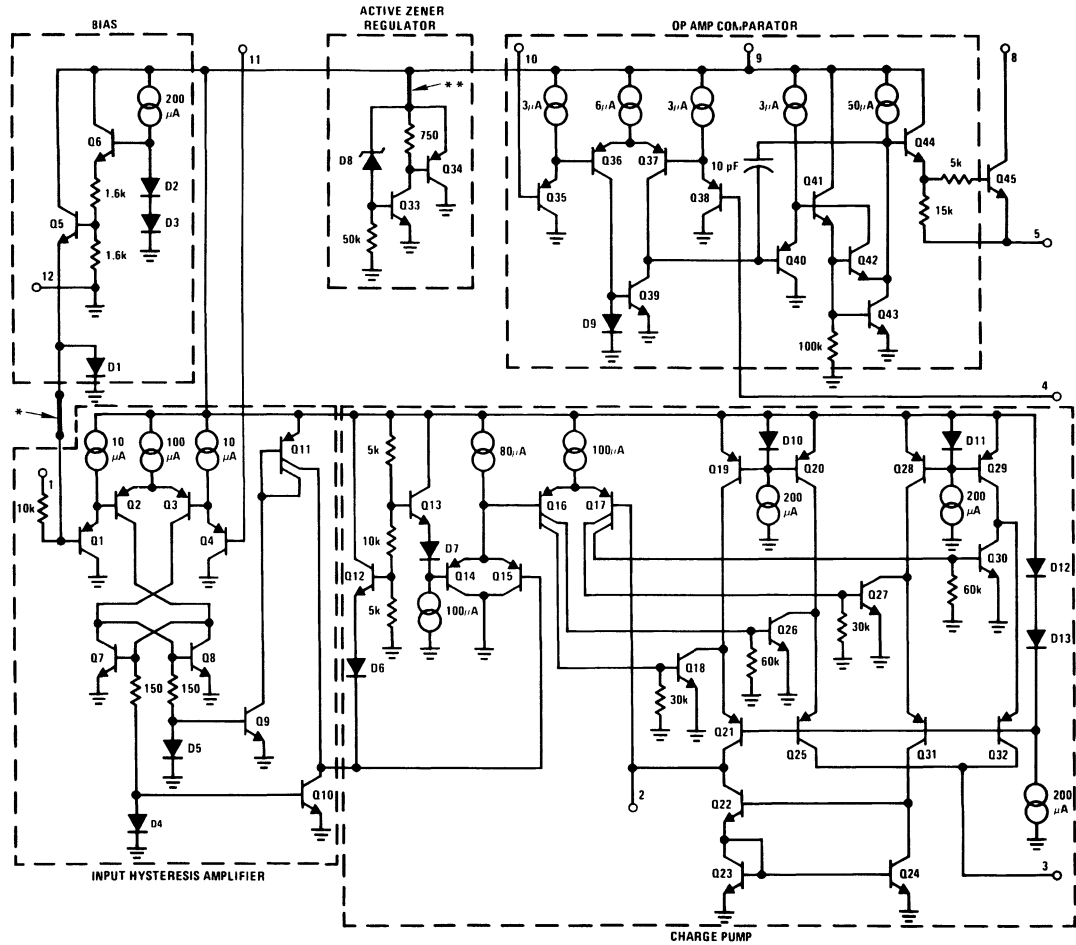 BIAS
ACTIVE ZENER
REGULATOR
OP AMP COMPARATOR
11
10
9
8
200
μA
**
3μA
6μA
3μA
3μA
50μA
Q6
750
Q44
D8
Q34
Q36
Q37
10 pF
5k
Q45
1.6k
D2
Q35
Q38
Q41
15k
Q5
D3
Q33
5
1.6k
50k
Q40
Q42
12
Q39
D9
Q43
100k
D1
4
*
10
μA
100
μA
10
μA
Q11
5k
80μA
100μA
D10
D11
Q19
Q20
Q28
Q29
1
10k
Q2
Q3
Q13
Q16
Q17
200
μA
200
μA
Q1
Q4
10k
D7
Q30
Q12
Q14
Q15
D12
5k
100μA
Q27
60k
Q26
30k
D13
Q7
Q8
D6
Q18
60k
150
150
30k
Q9
D5
Q21
Q25
Q31
Q32
Q10
2
Q22
200
μA
D4
3
Q23
Q24
INPUT HYSTERESIS AMPLIFIER
CHARGE PUMP